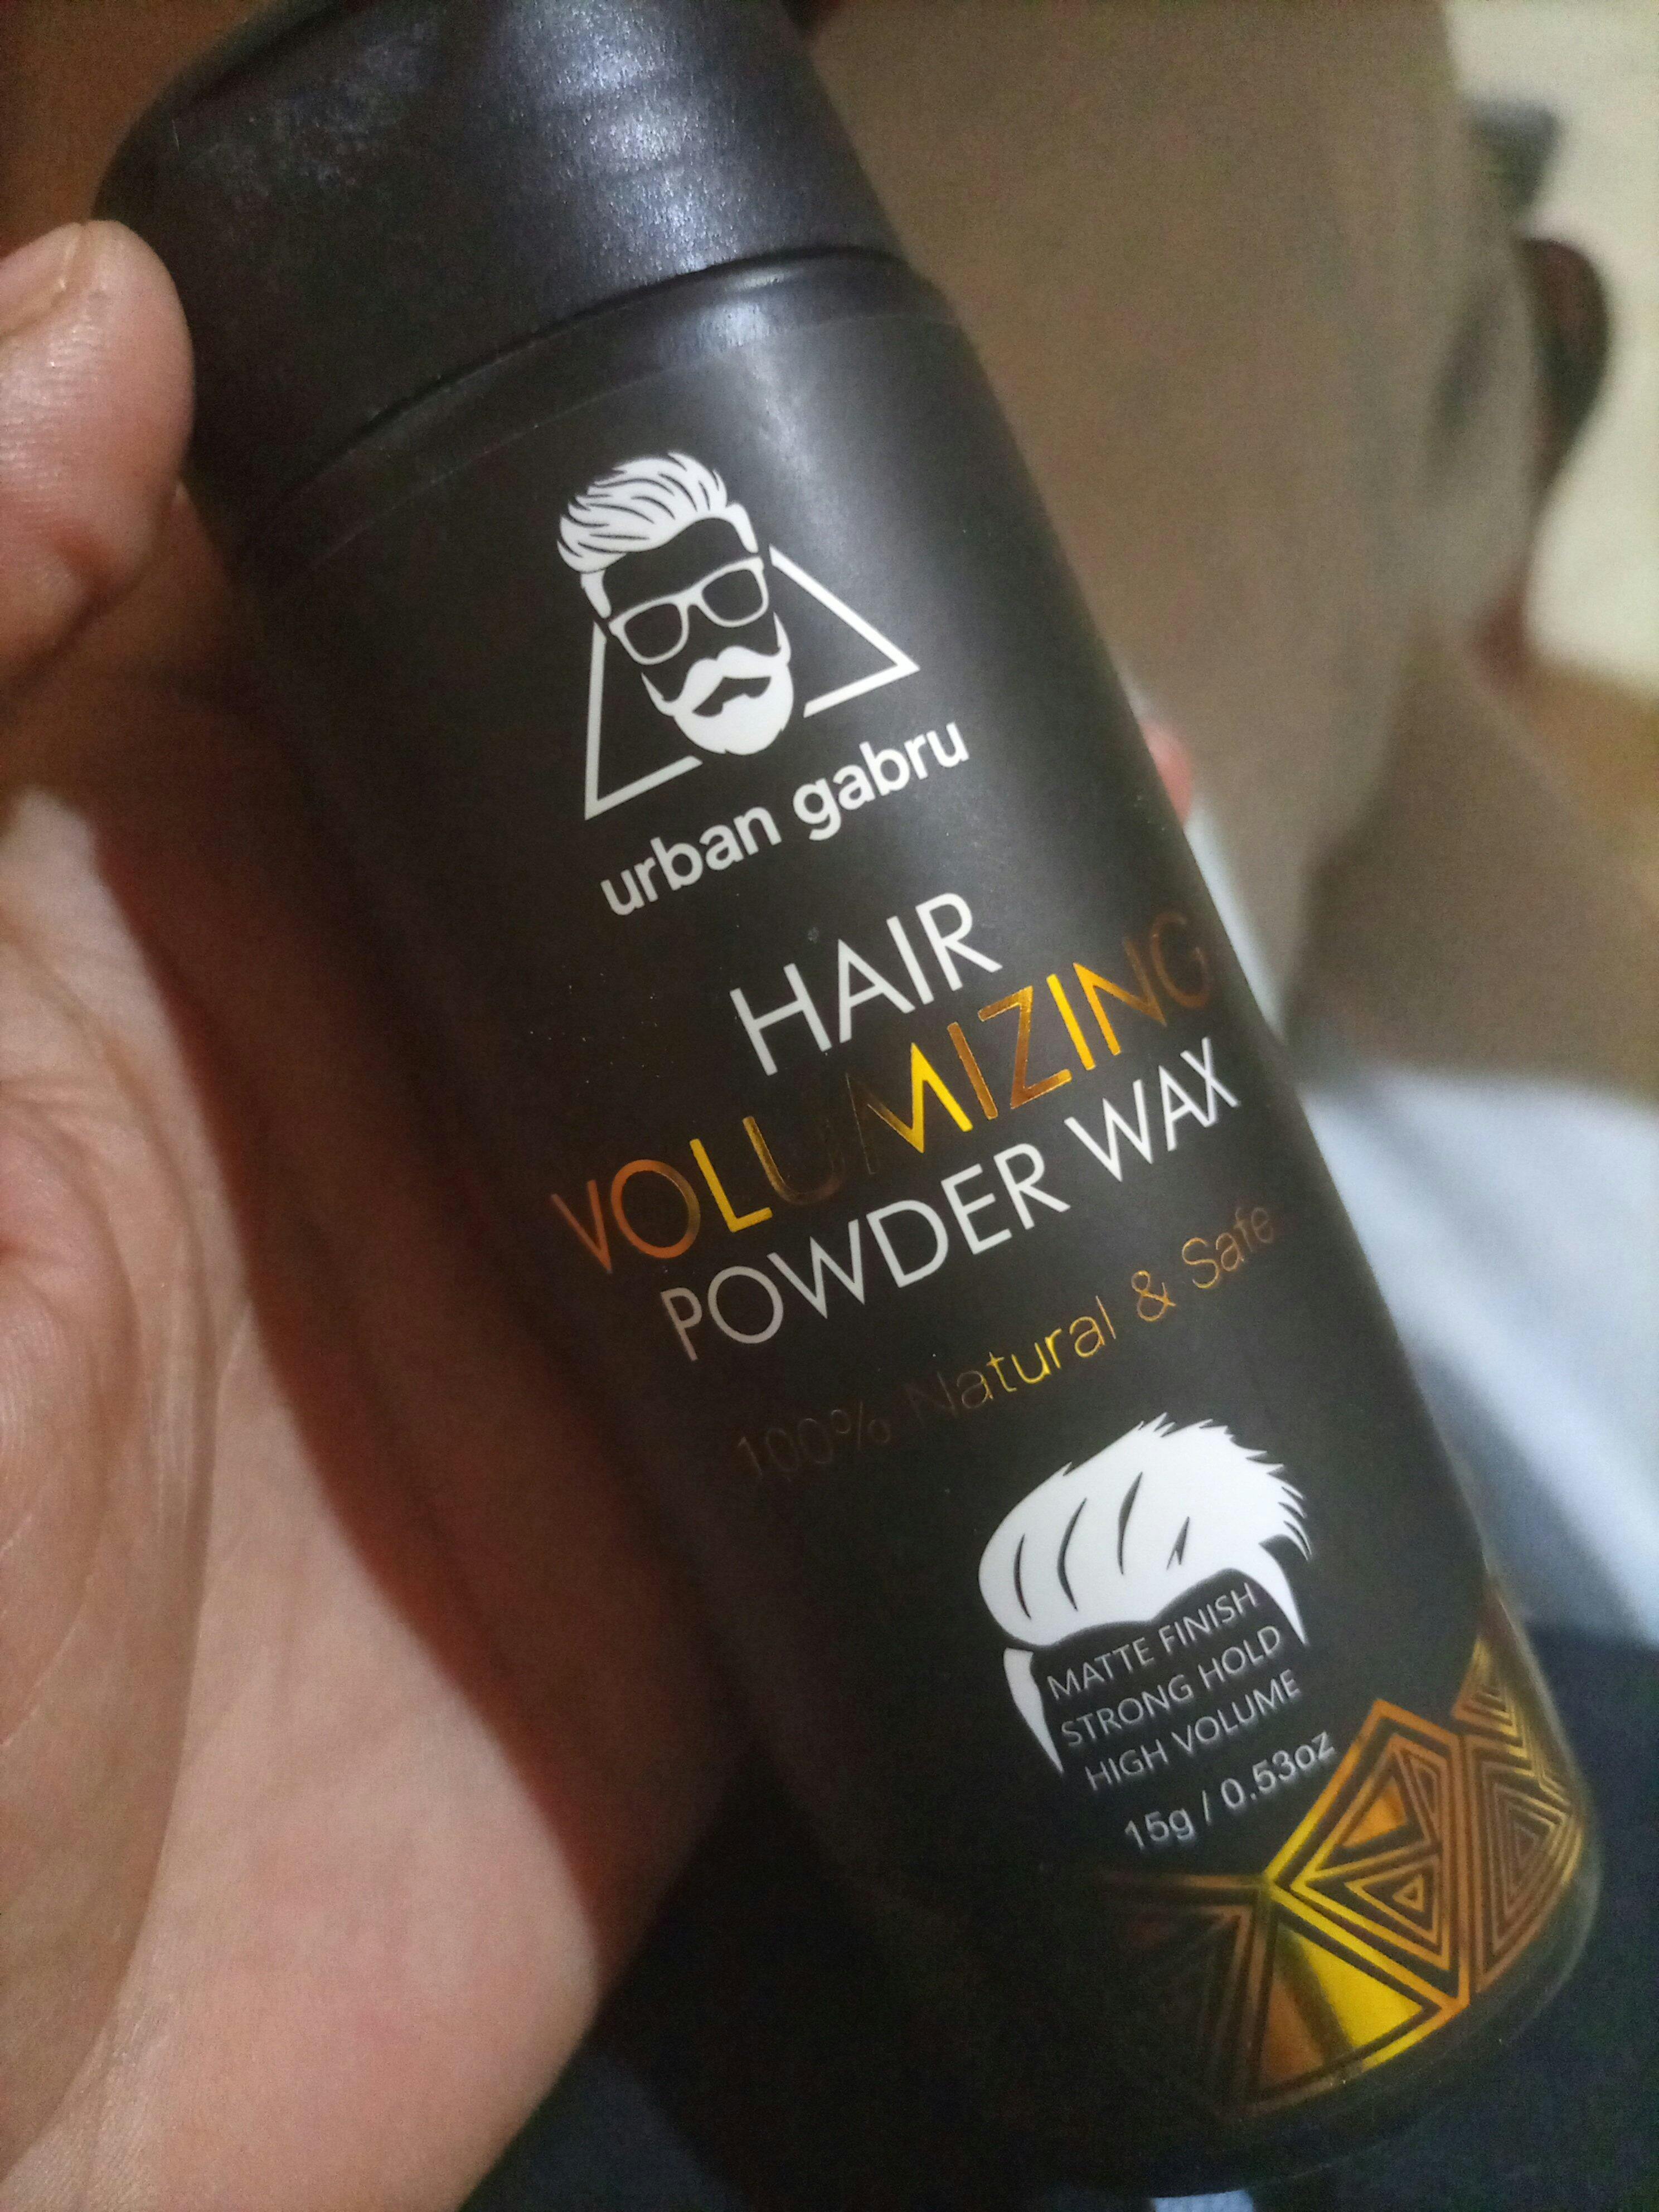 urban gabru
HAIR
VOLUMIZING
POWDER WAX
100% Natural & Safe
MATTE FINISH
STRONG HOLD
HIGH VOLUME
15g / 0.53oz